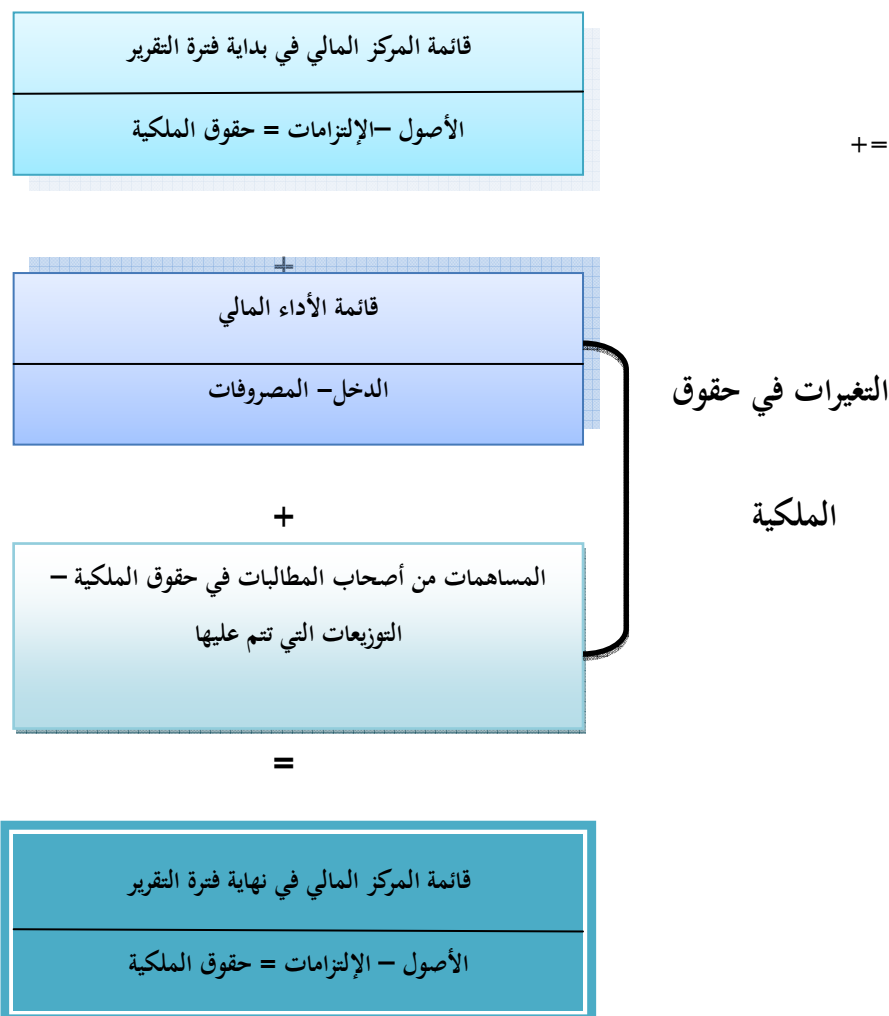 قائمة المركز المالي في بداية فترة التقرير
الأصول –الإلتزامات = حقوق الملكية
+=
+
قائمة الأداء المالي
الدخل– المصروفات
التغيرات في حقوق
الملكية
+
المساهمات من أصحاب المطالبات في حقوق الملكية –
التوزيعات التي تتم عليها
=
قائمة المركز المالي في نهاية فترة التقرير
الأصول – الإلتزامات = حقوق الملكية